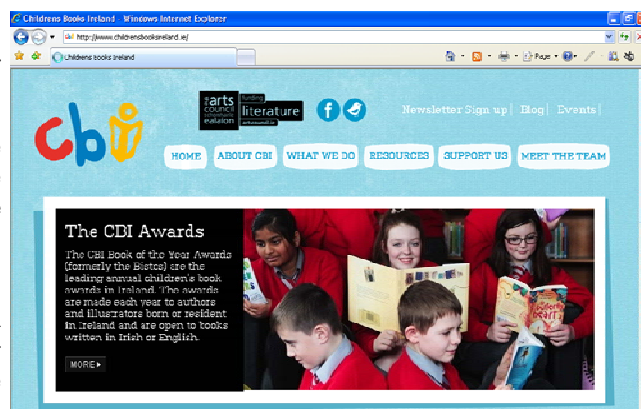 Childrens Books Ireland - Windows Internet Explorer
http://www.childrensbooksireland.ie/
Childrens Books Ireland
Page
cbi
arts council
ealaíon
funding
literature
artscouncil.ie
Newsletter Sign up | Blog | Events |
HOME
ABOUT CBI
WHAT WE DO
RESOURCES
SUPPORT US
MEET THE TEAM
The CBI Awards
The CBI Book of the Year Awards
(formerly the Bistos) are the
leading annual children's book
awards in Ireland. The awards
are made each year to authors
and illustrators born or resident
in Ireland and are open to books
written in Irish or English.
MORE